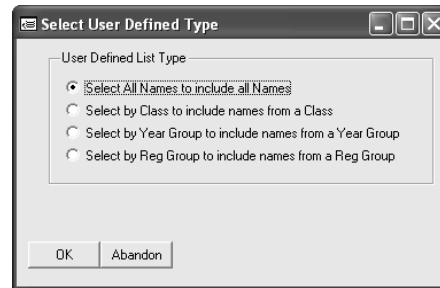 Select User Defined Type
User Defined List Type
Select All Names to include all Names
Select by Class to include names from a Class
Select by Year Group to include names from a Year Group
Select by Reg Group to include names from a Reg Group
OK
Abandon